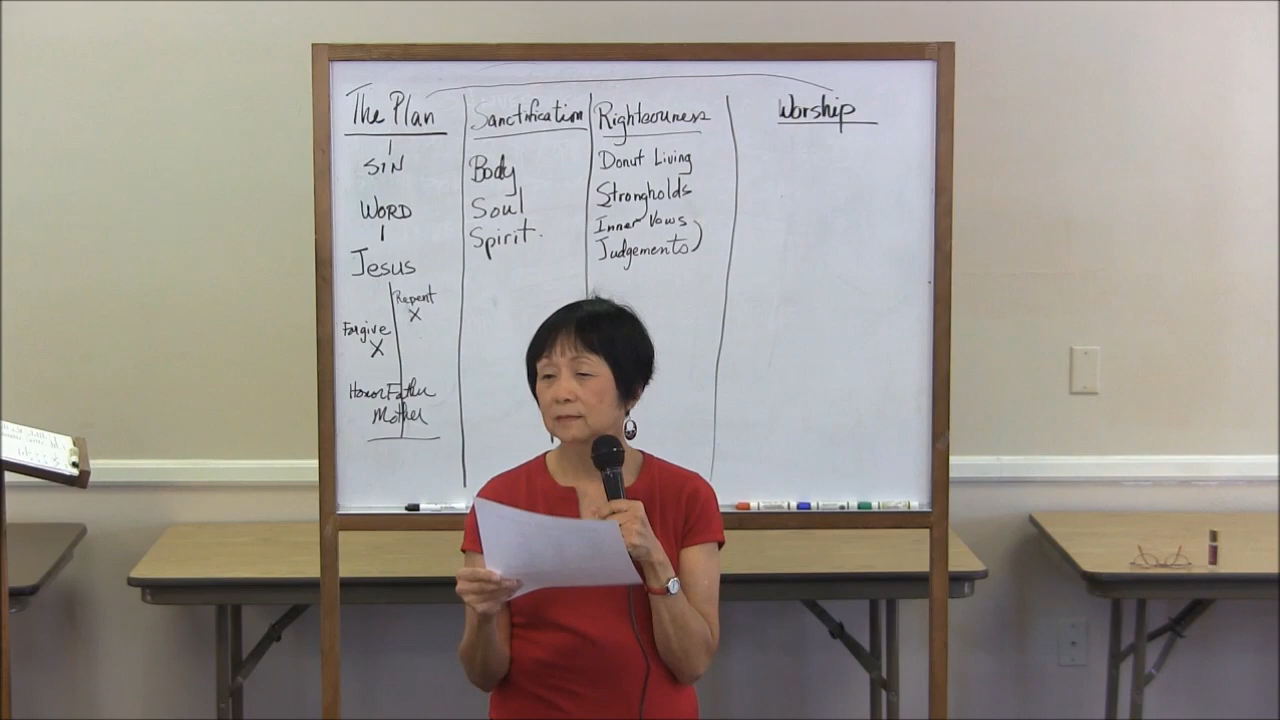 The Plan
SIN
WORD
Jesus
Repent
X
Forgive
X
Honor Father
Mother
Sanctification
Body
Soul
Spirit.
Righteousness
Donut Living
Strongholds
Inner Vows
Judgements)
Worship